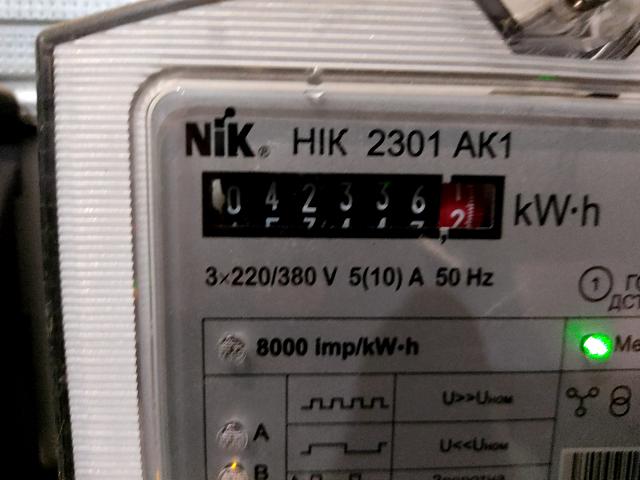 NiK® НІК 2301 АК1
0 4 2 3 3 6 2 kW·h
3×220/380 V 5(10) A 50 Hz
1
8000 imp/kW·h
A
U>>Uном
U<<Uном
B